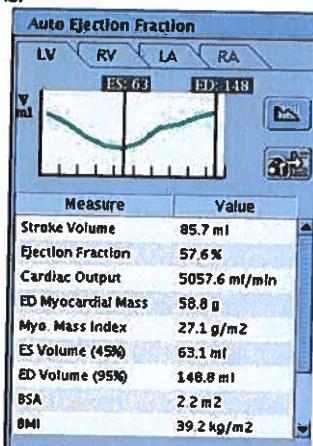 Auto Ejection Fraction
LV RV LA RA
ES: 63 ED: 148
V
ml
Measure Value
Stroke Volume 85.7 ml
Ejection Fraction 57.6%
Cardiac Output 5057.6 ml/min
ED Myocardial Mass 58.8 g
Myo. Mass Index 27.1 g/m2
ES Volume (45%) 63.1 ml
ED Volume (95%) 148.8 ml
BSA 2.2 m2
BMI 39.2 kg/m2